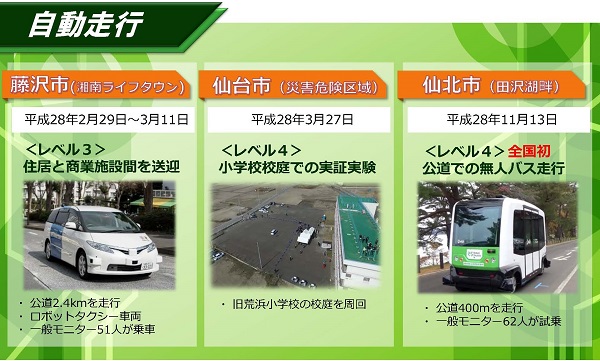 自動走行
藤沢市(湘南ライフタウン)
平成28年2月29日～3月11日
＜レベル３＞
住居と商業施設間を送迎
・ 公道2.4kmを走行
・ ロボットタクシー車両
・ 一般モニター51人が乗車
仙台市（災害危険区域）
平成28年3月27日
＜レベル４＞
小学校校庭での実証実験
・ 旧荒浜小学校の校庭を周回
仙北市（田沢湖畔）
平成28年11月13日
＜レベル４＞全国初
公道での無人バス走行
・ 公道400mを走行
・ 一般モニター62人が試乗